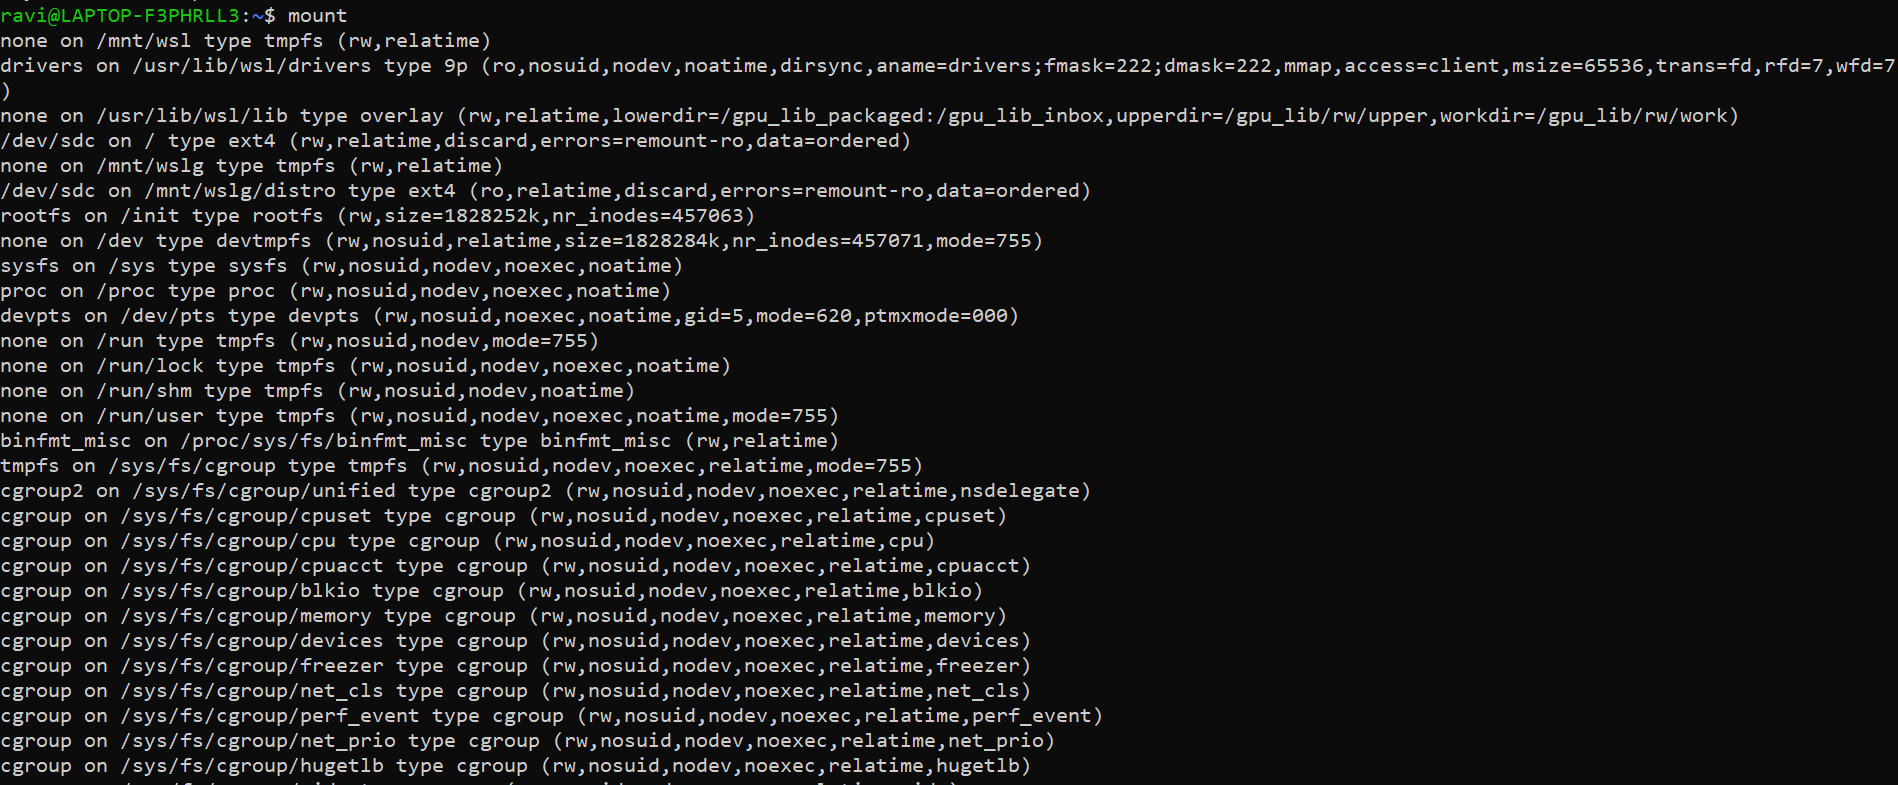 ravi@LAPTOP-F3PHRLL3:~$ mount
none on /mnt/wsl type tmpfs (rw,relatime)
drivers on /usr/lib/wsl/drivers type 9p (ro,nosuid,nodev,noatime,dirsync,aname=drivers;fmask=222;dmask=222,mmap,access=client,msize=65536,trans=fd,rfd=7,wfd=7
)
none on /usr/lib/wsl/lib type overlay (rw,relatime,lowerdir=/gpu_lib_packaged:/gpu_lib_inbox,upperdir=/gpu_lib/rw/upper,workdir=/gpu_lib/rw/work)
/dev/sdc on / type ext4 (rw,relatime,discard,errors=remount-ro,data=ordered)
none on /mnt/wslg type tmpfs (rw,relatime)
/dev/sdc on /mnt/wslg/distro type ext4 (ro,relatime,discard,errors=remount-ro,data=ordered)
rootfs on /init type rootfs (rw,size=1828252k,nr_inodes=457063)
none on /dev type devtmpfs (rw,nosuid,relatime,size=1828284k,nr_inodes=457071,mode=755)
sysfs on /sys type sysfs (rw,nosuid,nodev,noexec,noatime)
proc on /proc type proc (rw,nosuid,nodev,noexec,noatime)
devpts on /dev/pts type devpts (rw,nosuid,noexec,noatime,gid=5,mode=620,ptmxmode=000)
none on /run type tmpfs (rw,nosuid,nodev,mode=755)
none on /run/lock type tmpfs (rw,nosuid,nodev,noexec,noatime)
none on /run/shm type tmpfs (rw,nosuid,nodev,noatime)
none on /run/user type tmpfs (rw,nosuid,nodev,noexec,noatime,mode=755)
binfmt_misc on /proc/sys/fs/binfmt_misc type binfmt_misc (rw,relatime)
tmpfs on /sys/fs/cgroup type tmpfs (rw,nosuid,nodev,noexec,relatime,mode=755)
cgroup2 on /sys/fs/cgroup/unified type cgroup2 (rw,nosuid,nodev,noexec,relatime,nsdelegate)
cgroup on /sys/fs/cgroup/cpuset type cgroup (rw,nosuid,nodev,noexec,relatime,cpuset)
cgroup on /sys/fs/cgroup/cpu type cgroup (rw,nosuid,nodev,noexec,relatime,cpu)
cgroup on /sys/fs/cgroup/cpuacct type cgroup (rw,nosuid,nodev,noexec,relatime,cpuacct)
cgroup on /sys/fs/cgroup/blkio type cgroup (rw,nosuid,nodev,noexec,relatime,blkio)
cgroup on /sys/fs/cgroup/memory type cgroup (rw,nosuid,nodev,noexec,relatime,memory)
cgroup on /sys/fs/cgroup/devices type cgroup (rw,nosuid,nodev,noexec,relatime,devices)
cgroup on /sys/fs/cgroup/freezer type cgroup (rw,nosuid,nodev,noexec,relatime,freezer)
cgroup on /sys/fs/cgroup/net_cls type cgroup (rw,nosuid,nodev,noexec,relatime,net_cls)
cgroup on /sys/fs/cgroup/perf_event type cgroup (rw,nosuid,nodev,noexec,relatime,perf_event)
cgroup on /sys/fs/cgroup/net_prio type cgroup (rw,nosuid,nodev,noexec,relatime,net_prio)
cgroup on /sys/fs/cgroup/hugetlb type cgroup (rw,nosuid,nodev,noexec,relatime,hugetlb)